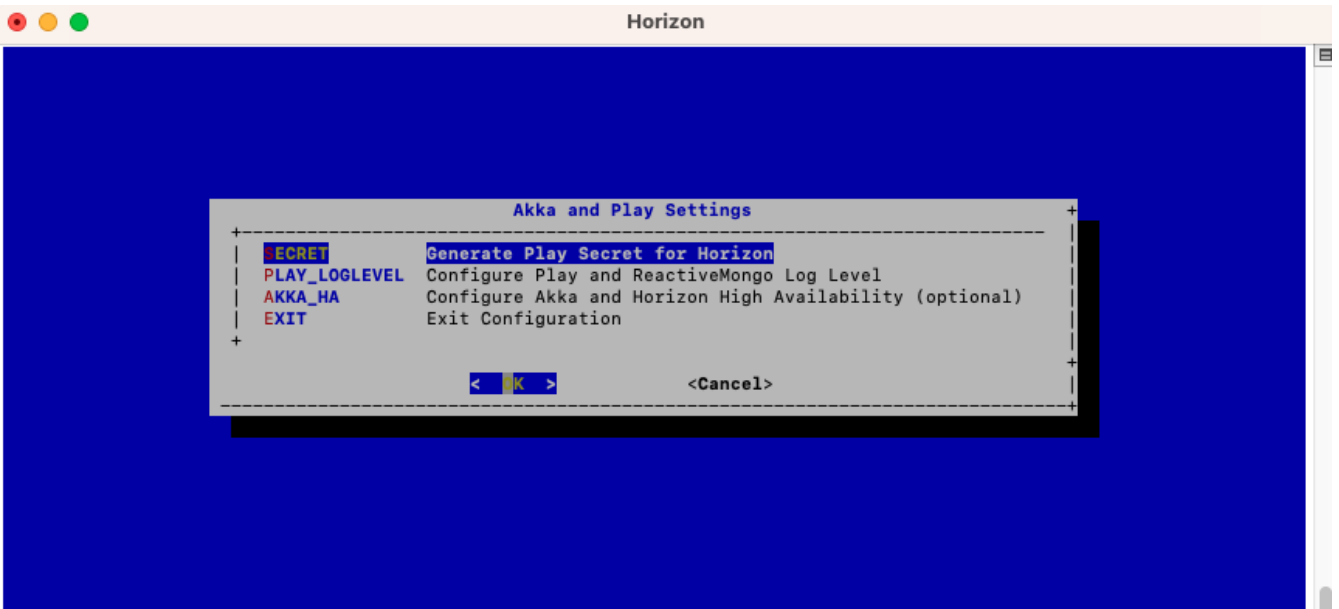 Horizon
Akka and Play Settings
SECRET Generate Play Secret for Horizon
PLAY_LOGLEVEL Configure Play and ReactiveMongo Log Level
AKKA_HA Configure Akka and Horizon High Availability (optional)
EXIT Exit Configuration
< OK > <Cancel>